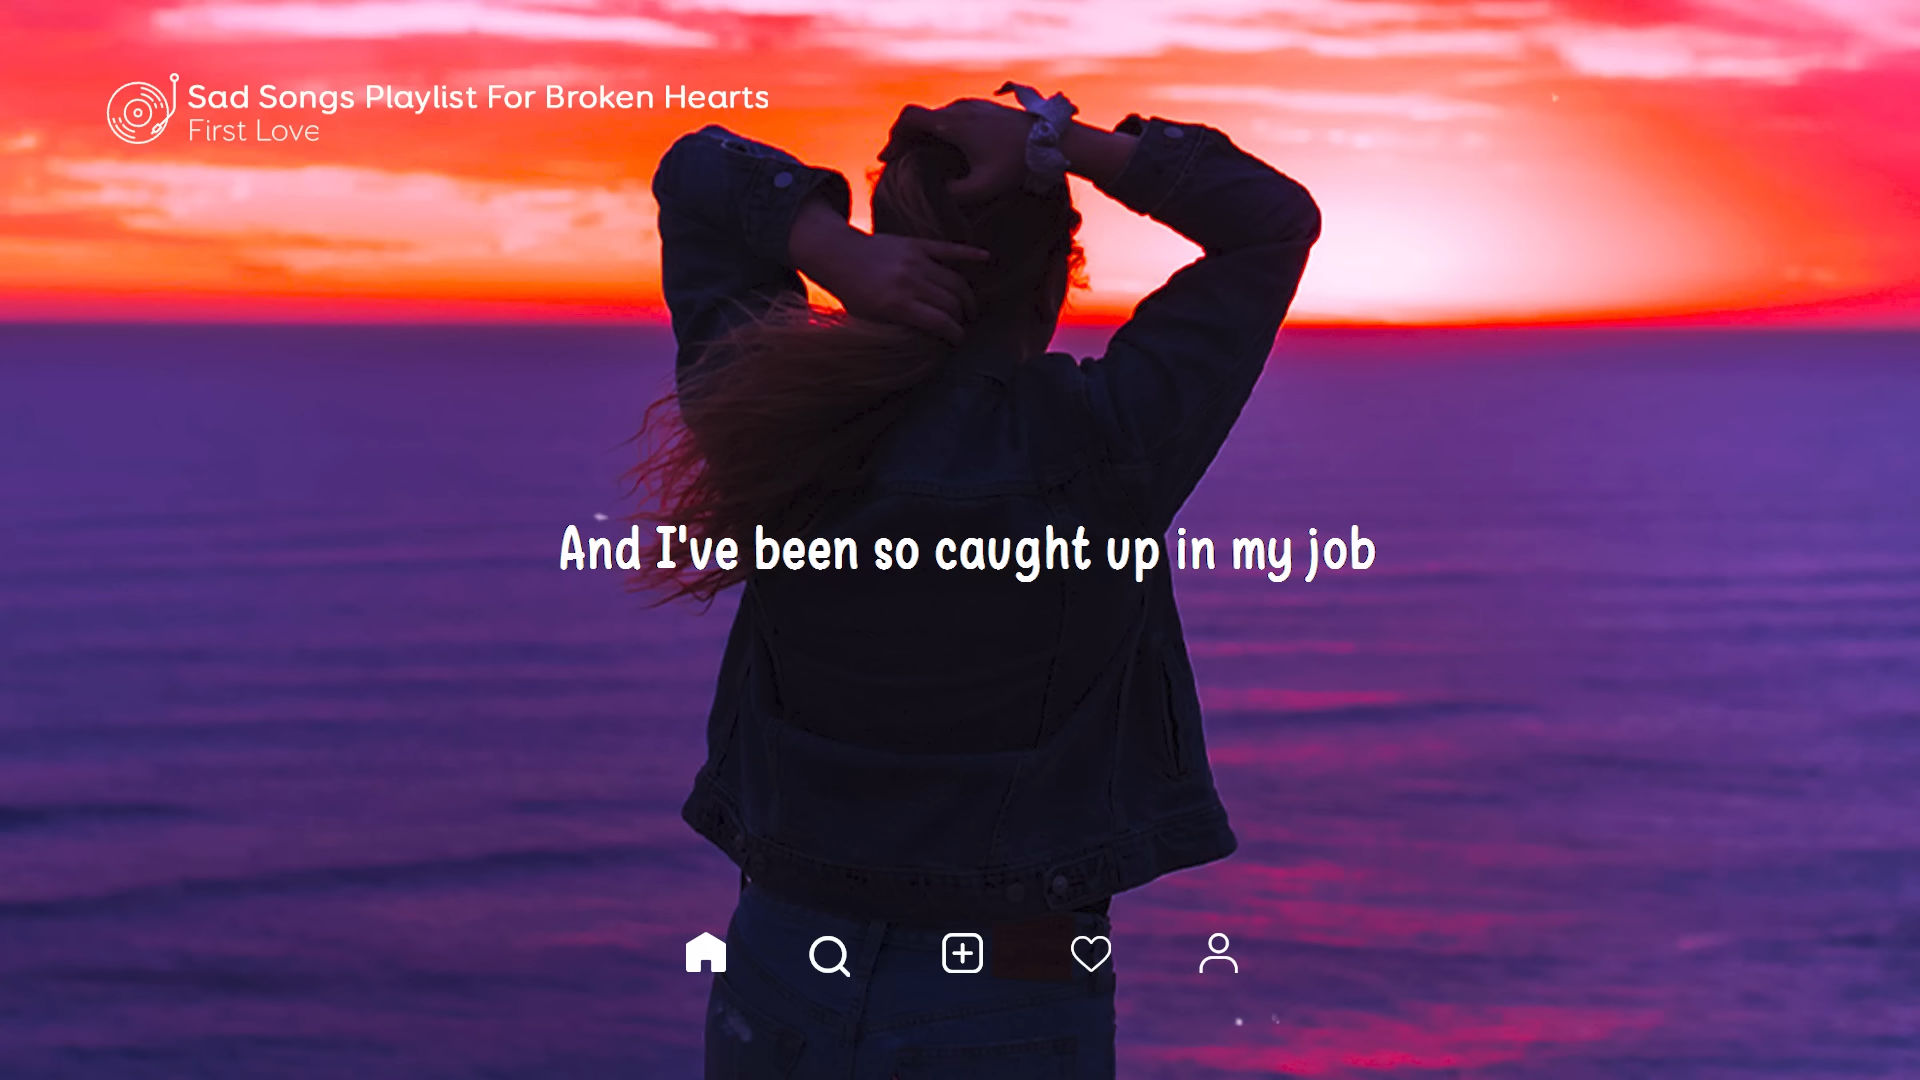 Sad Songs Playlist For Broken Hearts
First Love
And I've been so caught up in my job